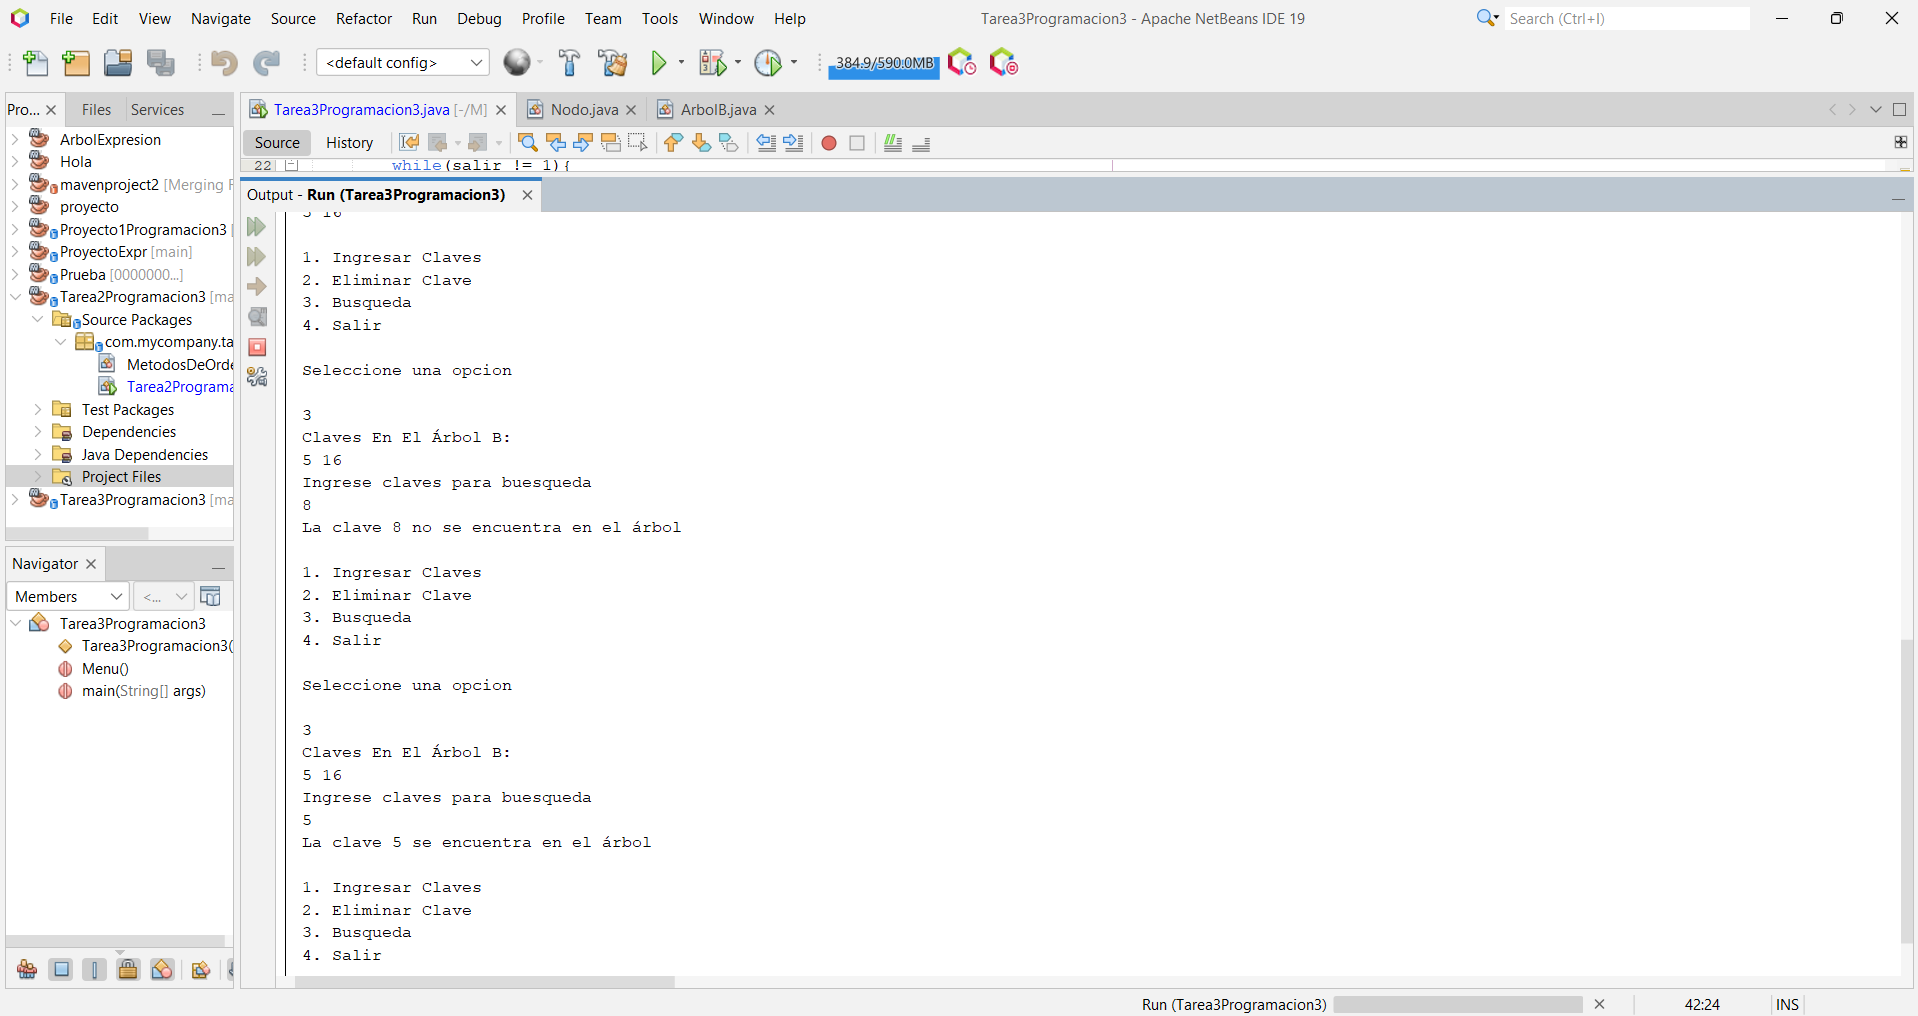 File Edit View Navigate Source Refactor Run Debug Profile Team Tools Window Help
Tarea3Programacion3 - Apache NetBeans IDE 19
Search (Ctrl+I)
<default config>
384.9/590.0MB
Pro... Files Services
Tarea3Programacion3.java [-/M] Nodo.java ArbolB.java
Source History
22 while(salir != 1){
ArbolExpresion
Hola
mavenproject2 [Merging
proyecto
Proyecto1Programacion3
ProyectoExpr [main]
Prueba [0000000...]
Tarea2Programacion3 [ma
Source Packages
com.mycompany.ta
MetodosDeOrde
Tarea2Programa
Test Packages
Dependencies
Java Dependencies
Project Files
Tarea3Programacion3 [ma
Navigator
Members <...
Tarea3Programacion3
Tarea3Programacion3(
Menu()
main(String[] args)
Output - Run (Tarea3Programacion3)
5 16
1. Ingresar Claves
2. Eliminar Clave
3. Busqueda
4. Salir
Seleccione una opcion
3
Claves En El Árbol B:
5 16
Ingrese claves para buesqueda
8
La clave 8 no se encuentra en el árbol
1. Ingresar Claves
2. Eliminar Clave
3. Busqueda
4. Salir
Seleccione una opcion
3
Claves En El Árbol B:
5 16
Ingrese claves para buesqueda
5
La clave 5 se encuentra en el árbol
1. Ingresar Claves
2. Eliminar Clave
3. Busqueda
4. Salir
Run (Tarea3Programacion3)
42:24
INS